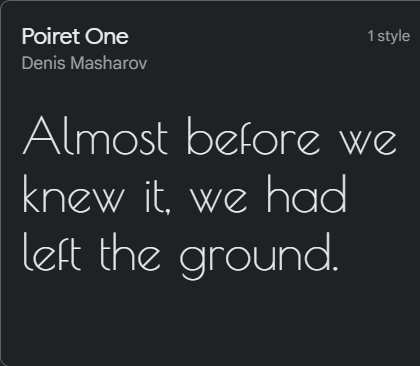 Poiret One
1 style
Denis Masharov
Almost before we
knew it, we had
left the ground.